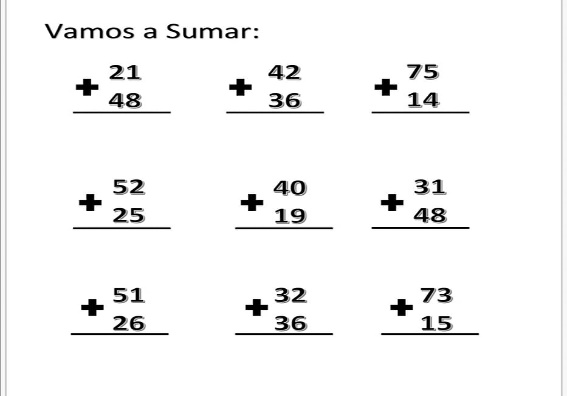 Vamos a Sumar:
21 42 75
+ 48 + 36 + 14
52 40 31
+ 25 + 19 + 48
51 32 73
+ 26 + 36 + 15